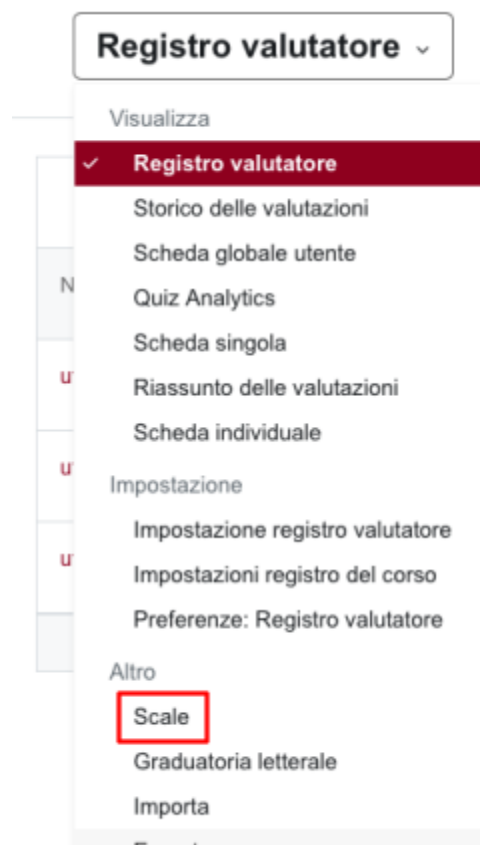 Registro valutatore
Visualizza
Registro valutatore
Storico delle valutazioni
Scheda globale utente
N
Quiz Analytics
Scheda singola
u
Riassunto delle valutazioni
Scheda individuale
u
Impostazione
Impostazione registro valutatore
u
Impostazioni registro del corso
Preferenze: Registro valutatore
Altro
Scale
Graduatoria letterale
Importa